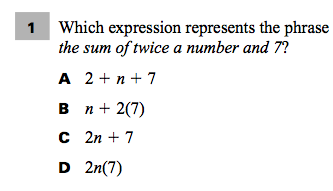 1 Which expression represents the phrase
the sum of twice a number and 7?
A 2 + n + 7
B n + 2(7)
C 2n + 7
D 2n(7)